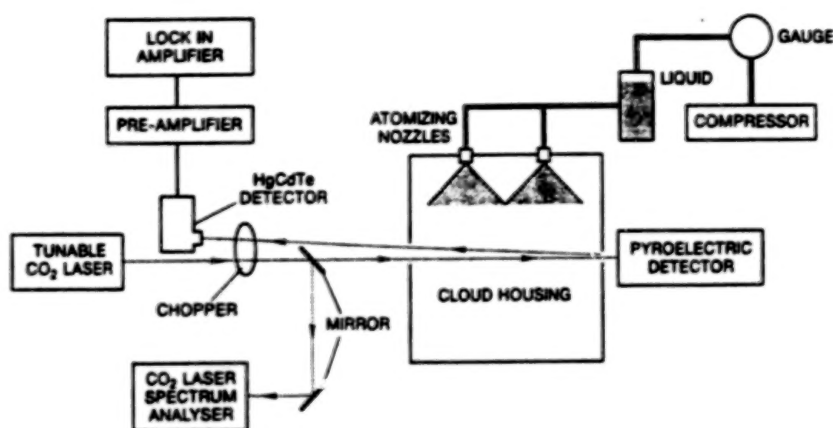 LOCK IN
AMPLIFIER
PRE-AMPLIFIER
HgCdTe
DETECTOR
TUNABLE
CO₂ LASER
CHOPPER
MIRROR
CO₂ LASER
SPECTRUM
ANALYSER
ATOMIZING
NOZZLES
LIQUID
GAUGE
COMPRESSOR
CLOUD HOUSING
PYROELECTRIC
DETECTOR